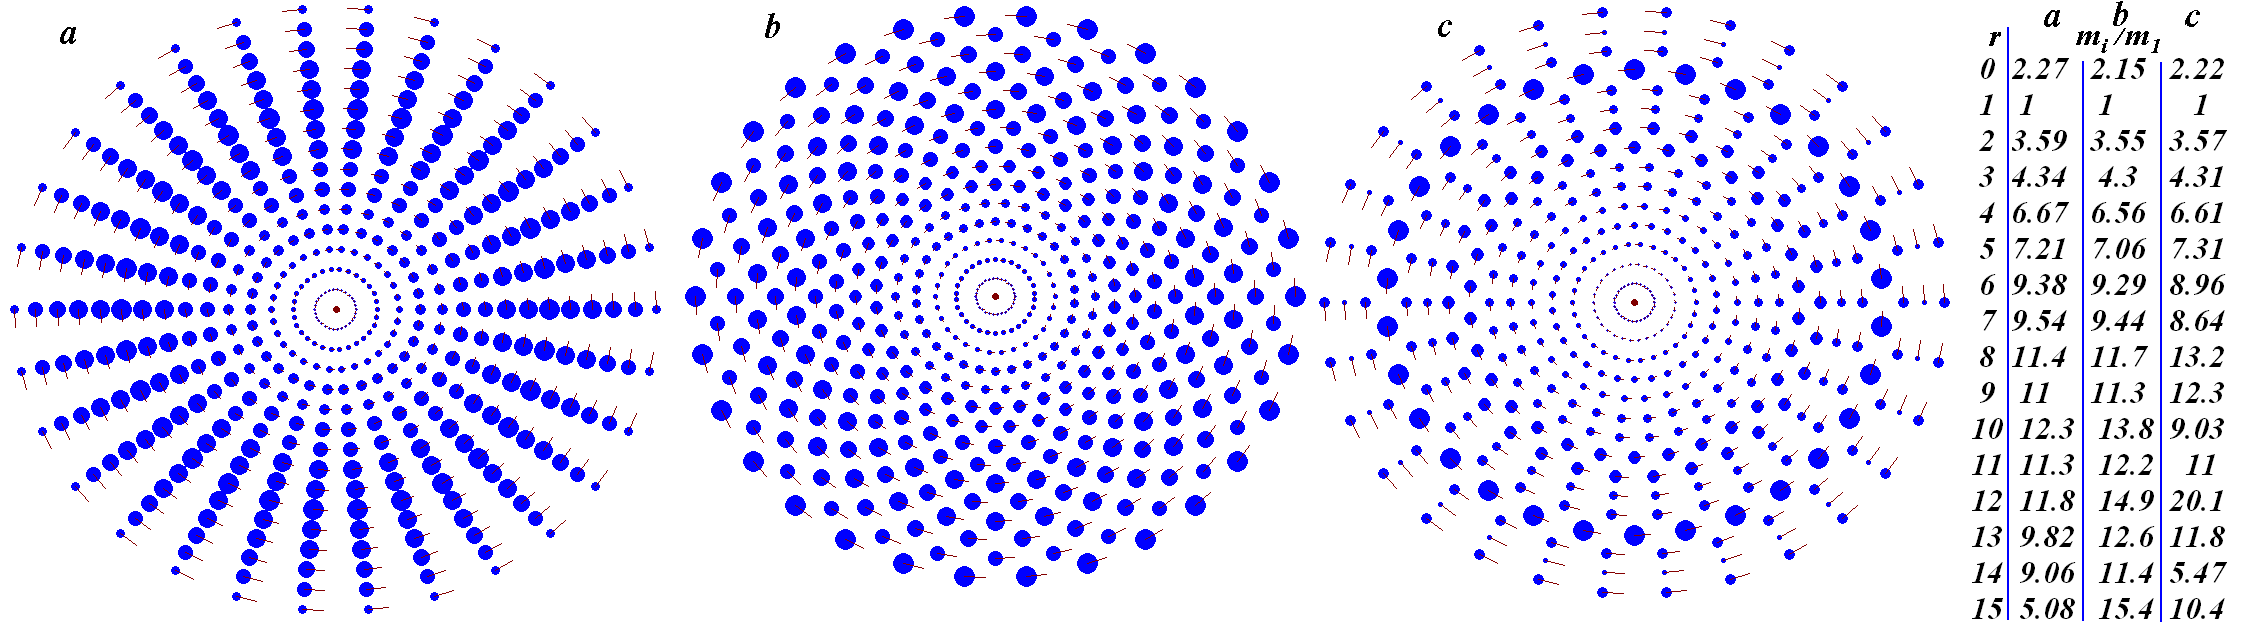 a
b
c
a b c
r m_i/m_1
0 2.27 2.15 2.22
1 1 1 1
2 3.59 3.55 3.57
3 4.34 4.3 4.31
4 6.67 6.56 6.61
5 7.21 7.06 7.31
6 9.38 9.29 8.96
7 9.54 9.44 8.64
8 11.4 11.7 13.2
9 11 11.3 12.3
10 12.3 13.8 9.03
11 11.3 12.2 11
12 11.8 14.9 20.1
13 9.82 12.6 11.8
14 9.06 11.4 5.47
15 5.08 15.4 10.4